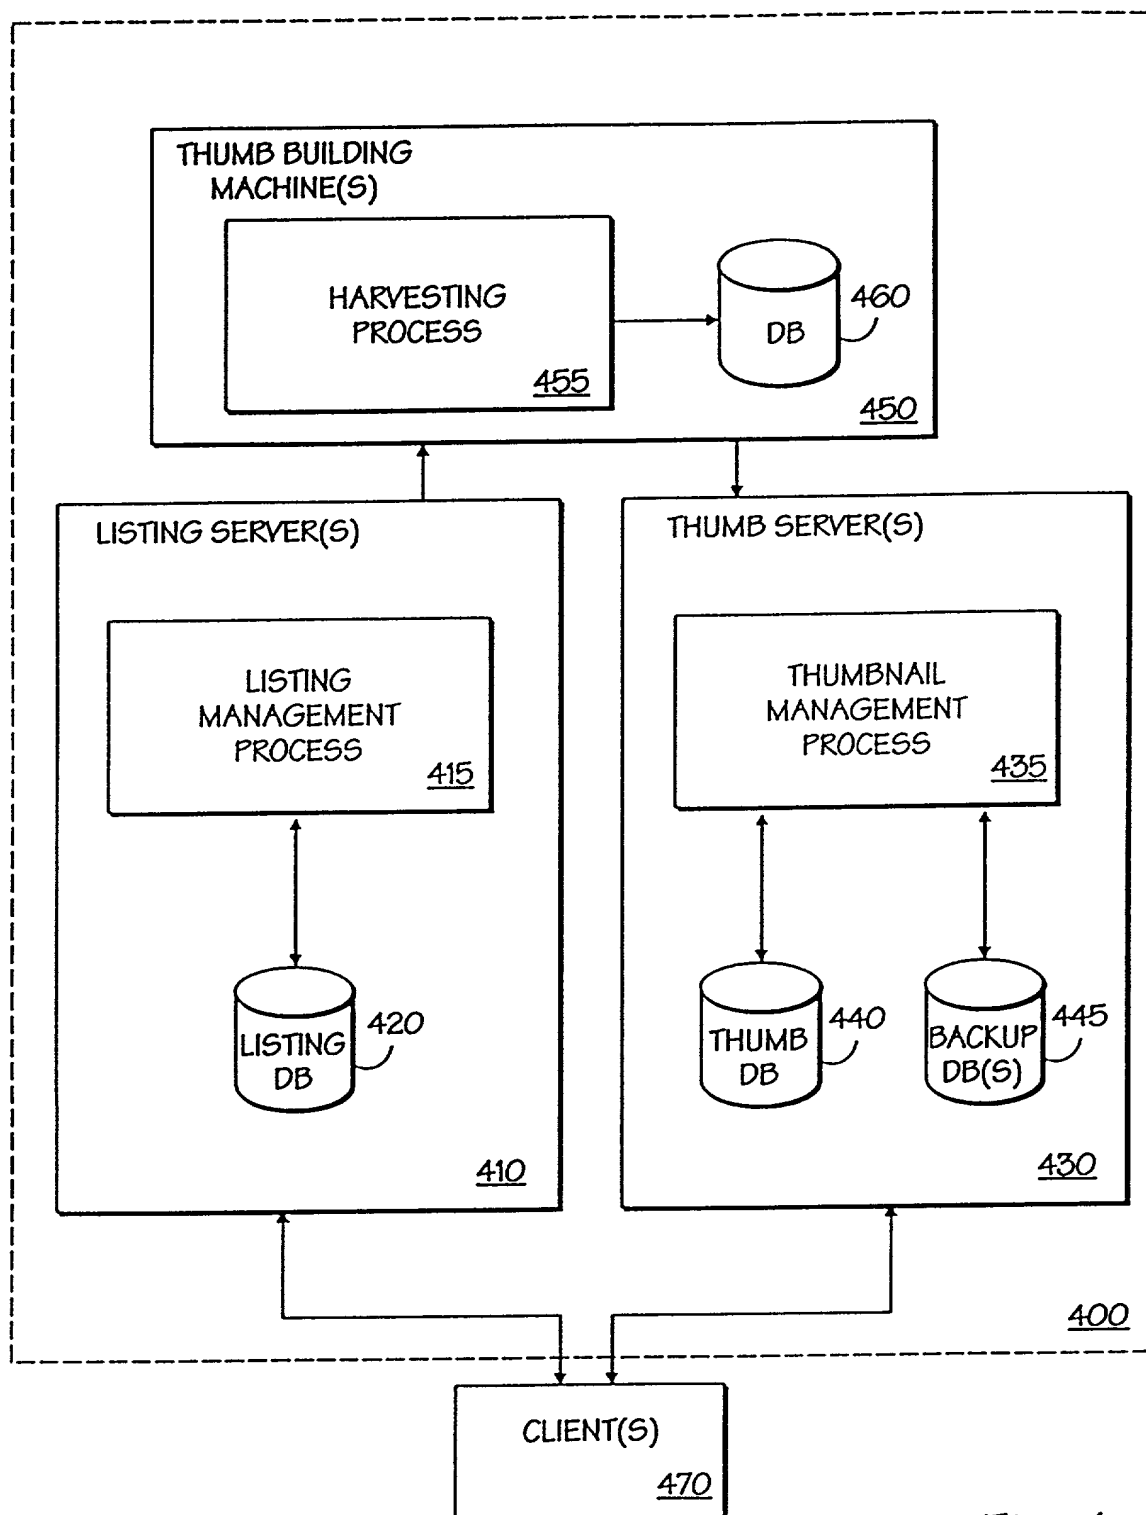 THUMB BUILDING
MACHINE(S)
HARVESTING
PROCESS
455
DB
460
450
LISTING SERVER(S)
LISTING
MANAGEMENT
PROCESS
415
LISTING
DB
420
410
THUMB SERVER(S)
THUMBNAIL
MANAGEMENT
PROCESS
435
THUMB
DB
440
BACKUP
DB(S)
445
430
400
CLIENT(S)
470